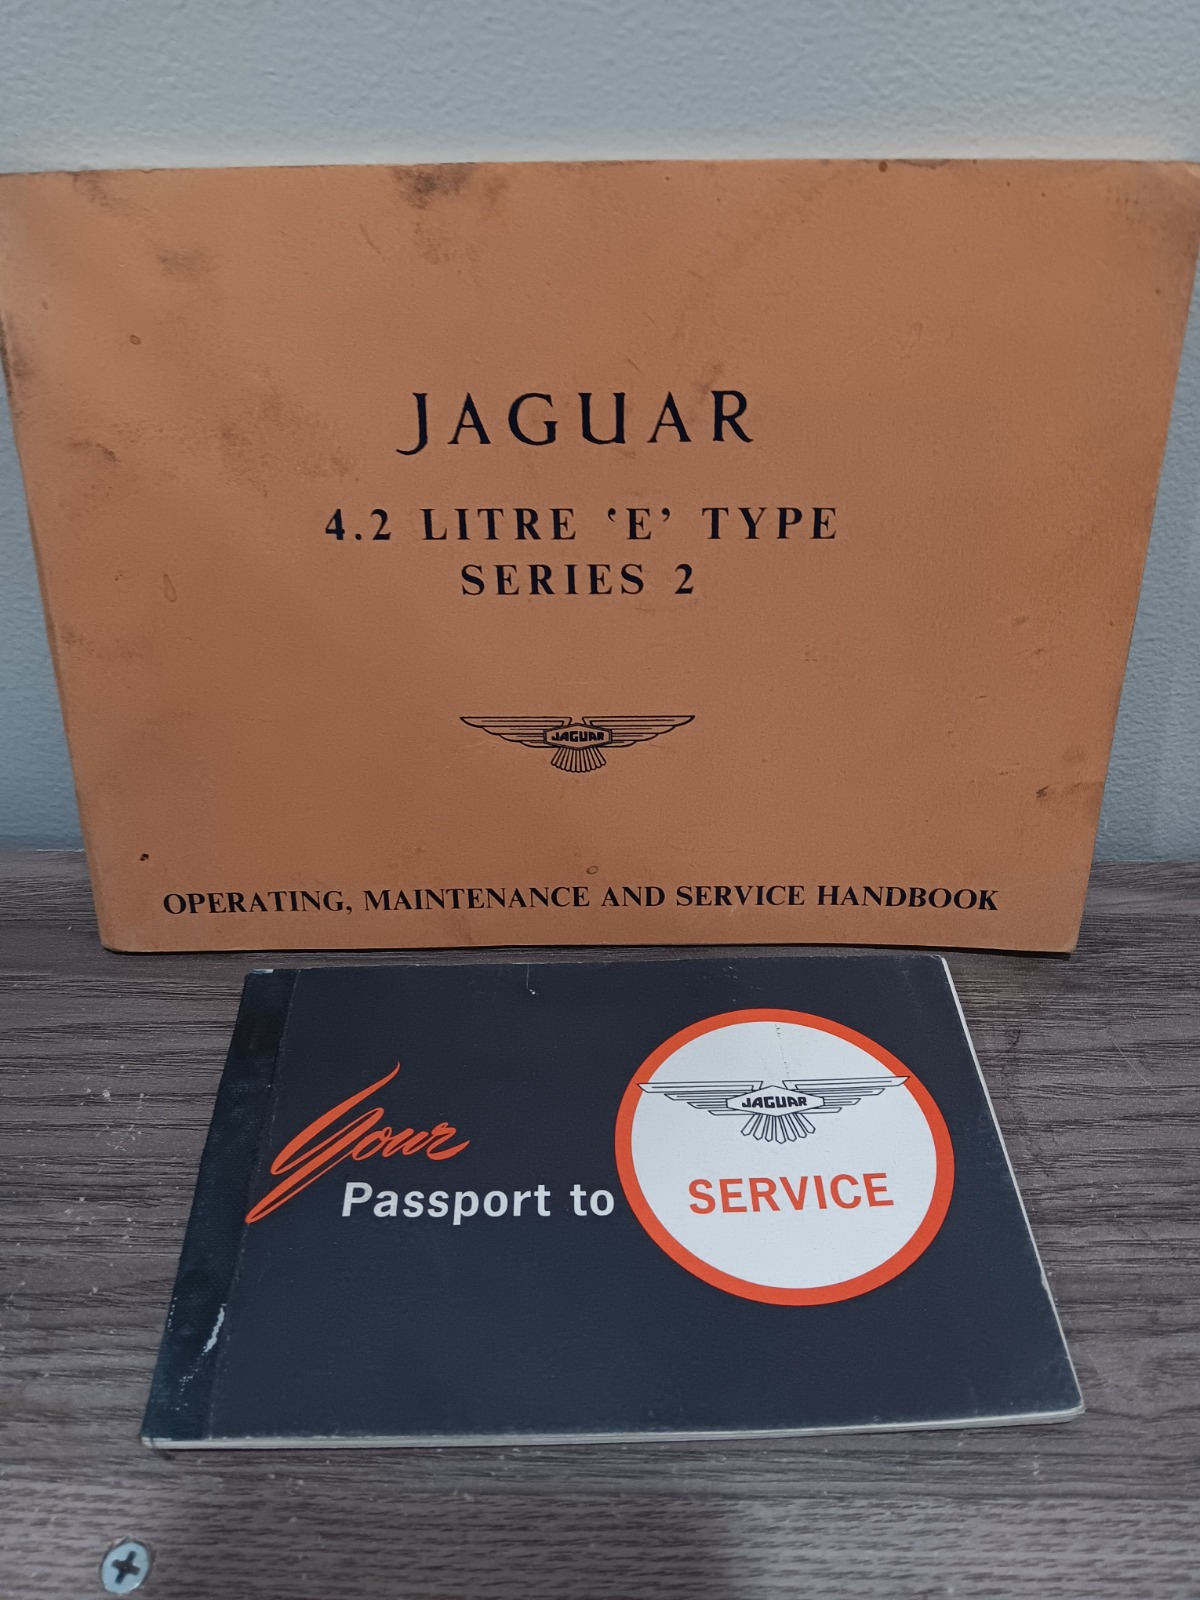 JAGUAR
4.2 LITRE ‘E’ TYPE
SERIES 2
JAGUAR
OPERATING, MAINTENANCE AND SERVICE HANDBOOK
Your
Passport to
JAGUAR
SERVICE